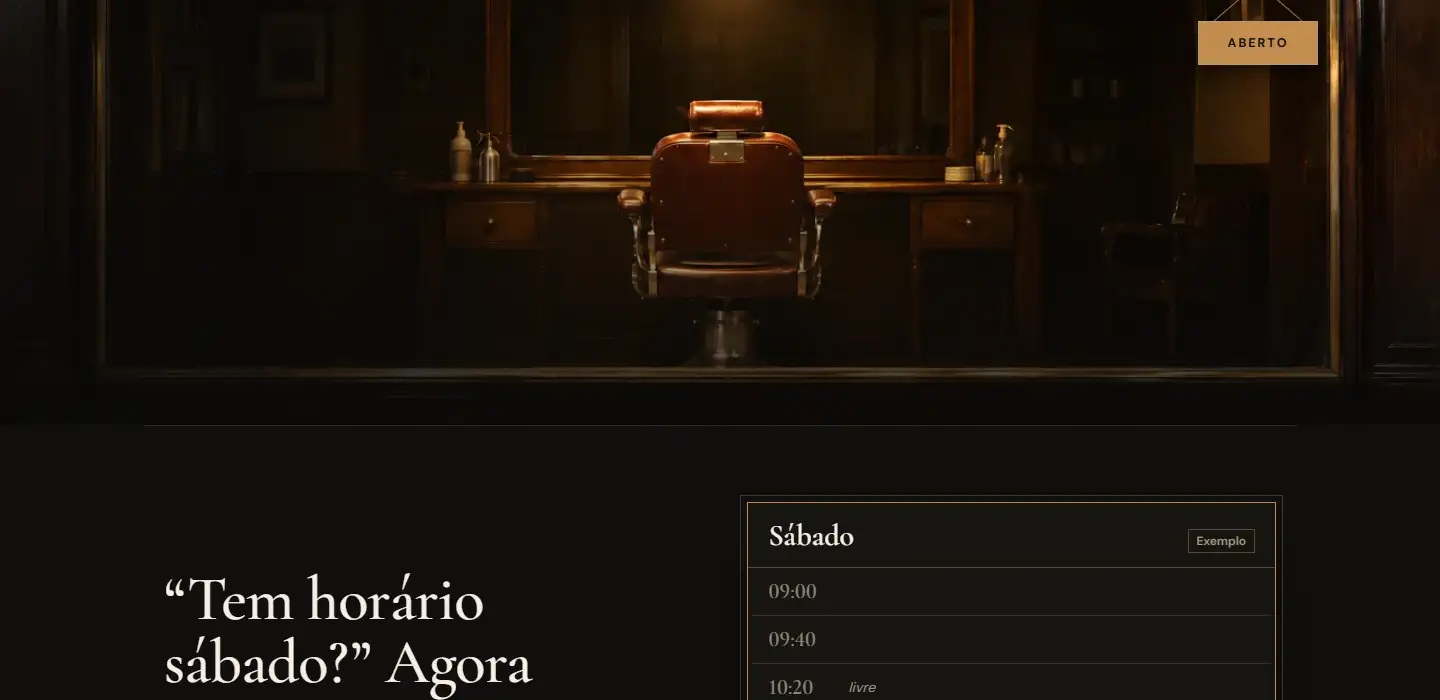 ABERTO
Sábado
Exemplo
09:00
“Tem horário
09:40
sábado?” Agora
10:20 livre